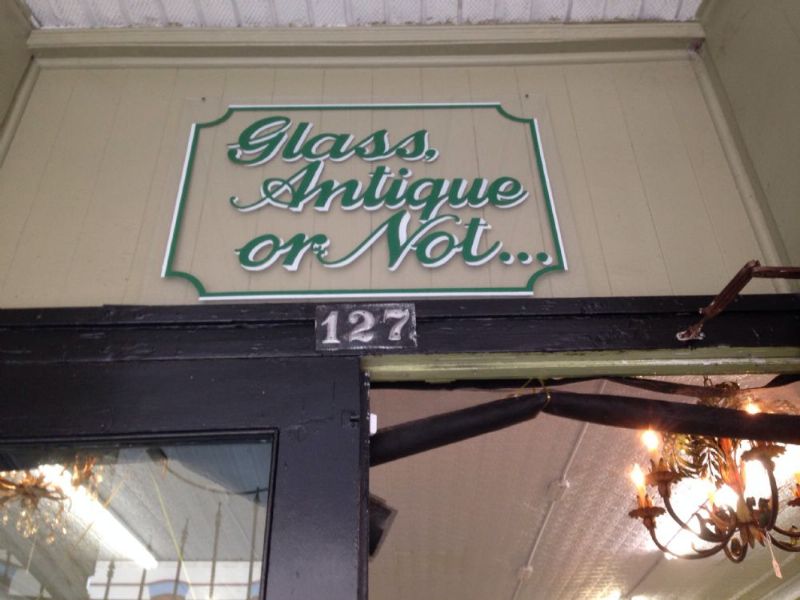 Glass,
Antique
or Not...
127